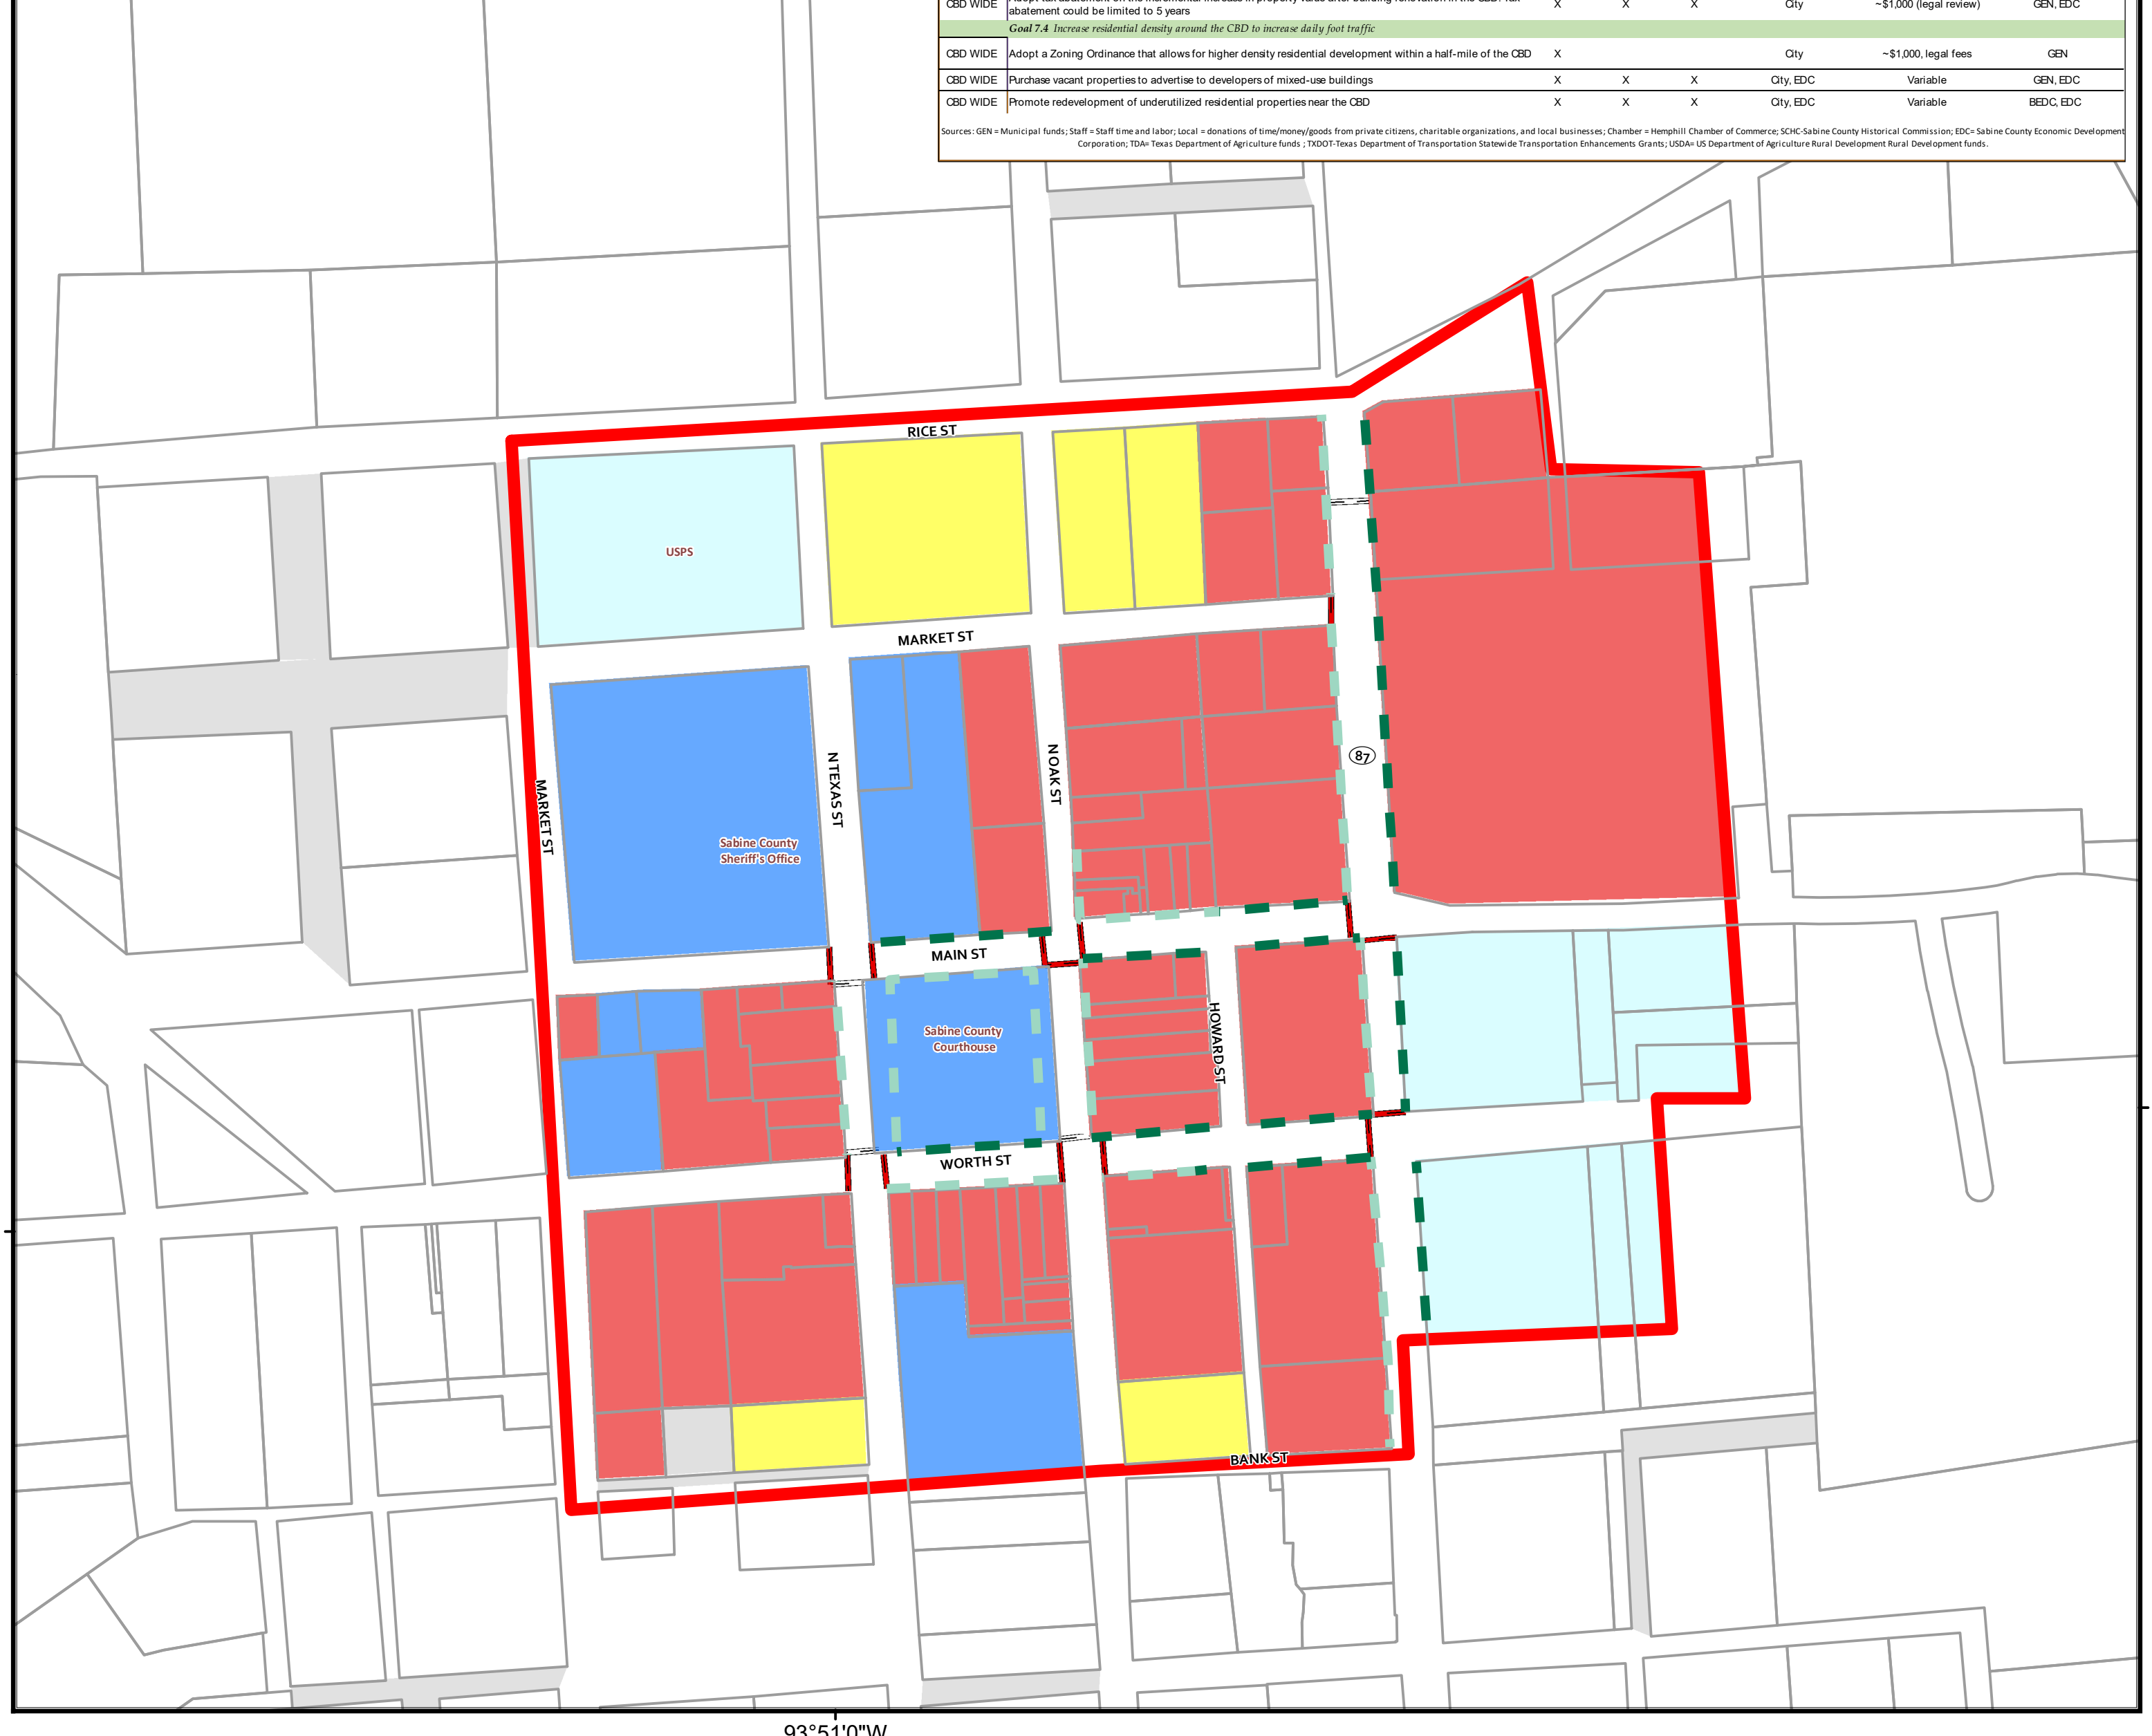 CBD WIDE
abatement could be limited to 5 years
X X X City ~$1,000 (legal review) GEN, EDC
Goal 7.4 Increase residential density around the CBD to increase daily foot traffic
CBD WIDE Adopt a Zoning Ordinance that allows for higher density residential development within a half-mile of the CBD X City ~$1,000, legal fees GEN
CBD WIDE Purchase vacant properties to advertise to developers of mixed-use buildings X X X City, EDC Variable GEN, EDC
CBD WIDE Promote redevelopment of underutilized residential properties near the CBD X X X City, EDC Variable BEDC, EDC
Sources: GEN = Municipal funds; Staff = Staff time and labor; Local = donations of time/money/goods from private citizens, charitable organizations, and local businesses; Chamber = Hemphill Chamber of Commerce; SCHC-Sabine County Historical Commission; EDC= Sabine County Economic Development
Corporation; TDA= Texas Department of Agriculture funds ; TXDOT-Texas Department of Transportation Statewide Transportation Enhancements Grants; USDA= US Department of Agriculture Rural Development Rural Development funds.
RICE ST
USPS
MARKET ST
N TEXAS ST
N OAK ST
87
MARKET ST
Sabine County
Sheriff's Office
MAIN ST
Sabine County
Courthouse
HOWARD ST
WORTH ST
BANK ST
93°51'0"W